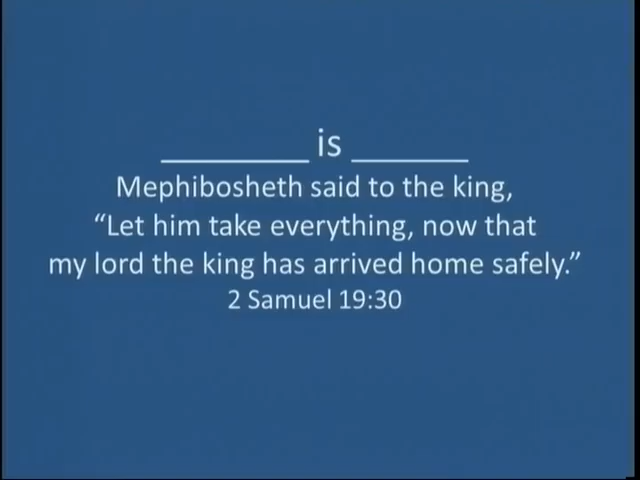 __________ is ________
Mephibosheth said to the king,
“Let him take everything, now that
my lord the king has arrived home safely.”
2 Samuel 19:30